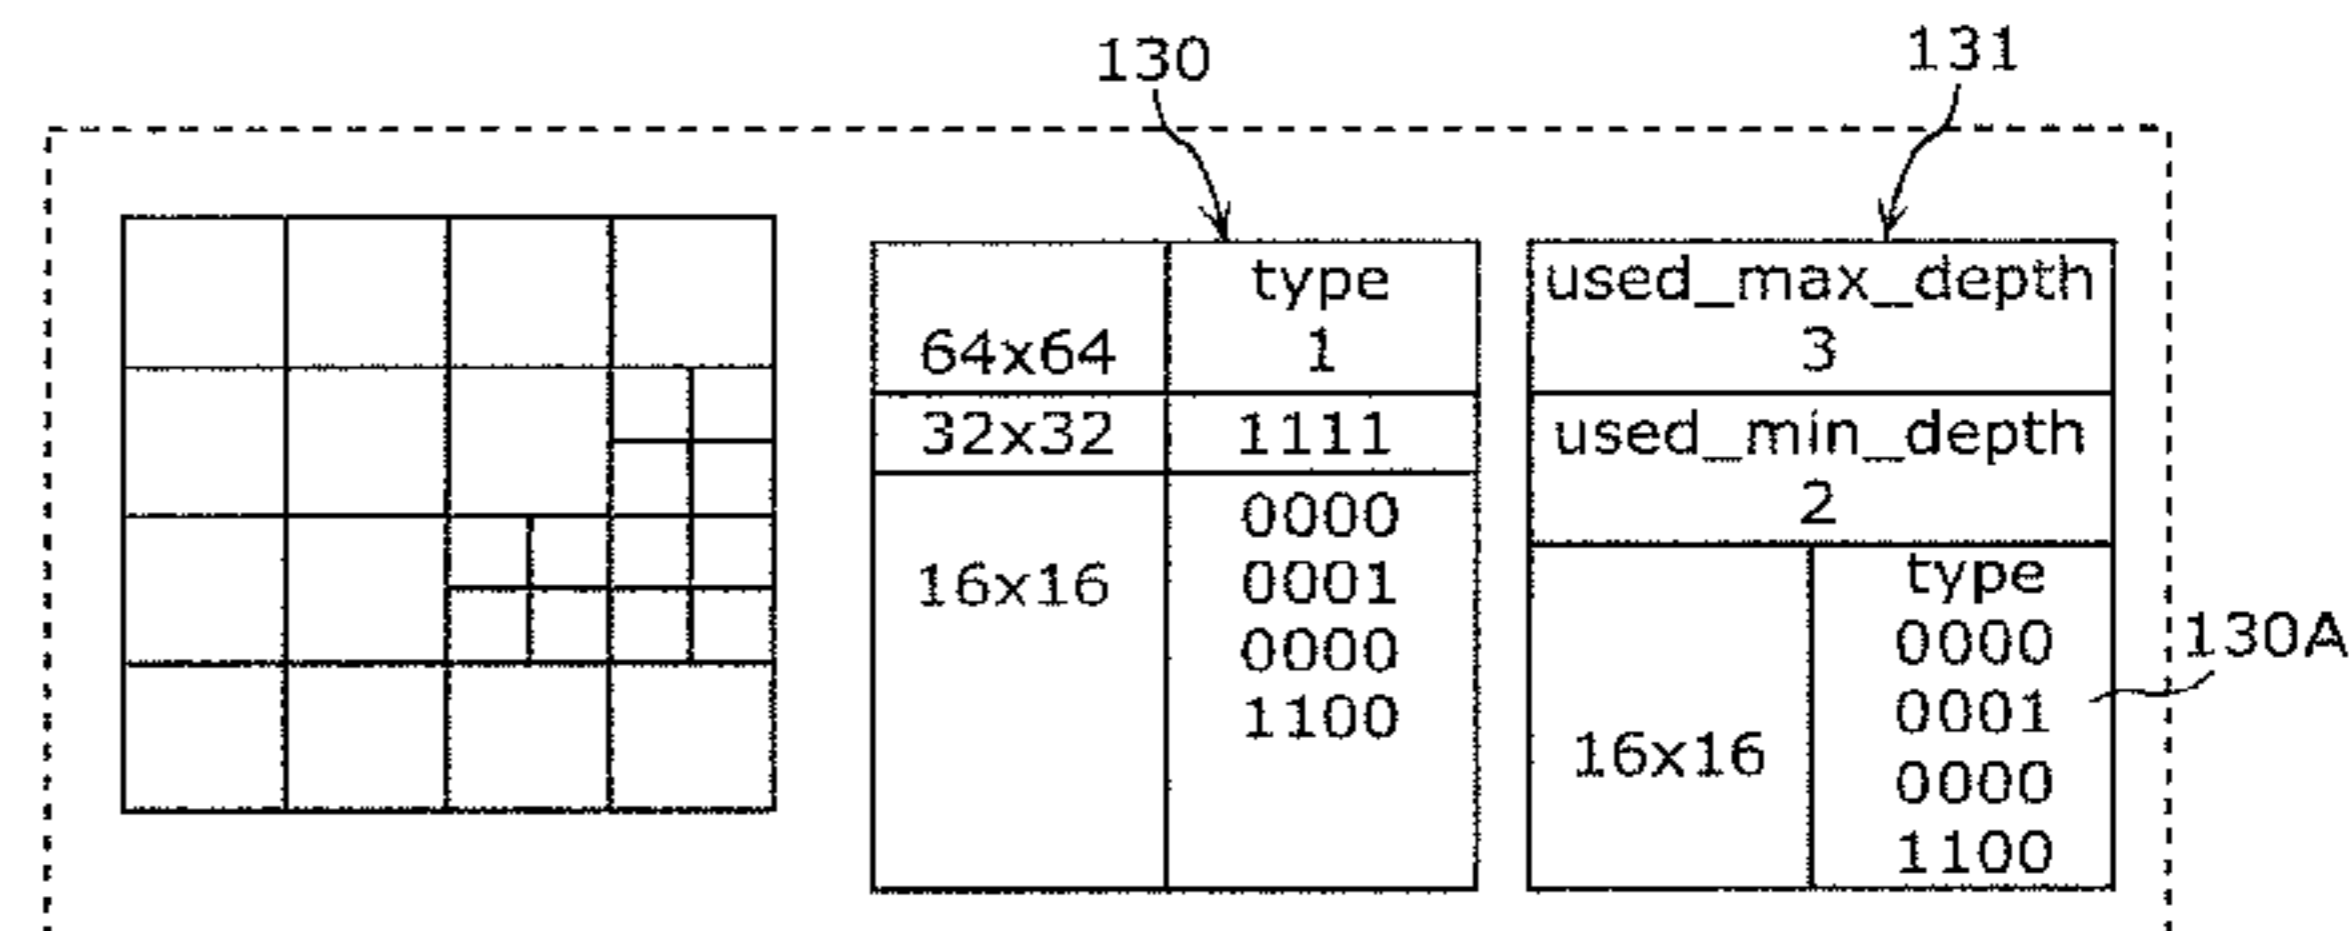 130
131
type
64x64 1
32x32 1111
16x16
0000
0001
0000
1100
used_max_depth
3
used_min_depth
2
16x16
type
0000
0001
0000
1100
130A